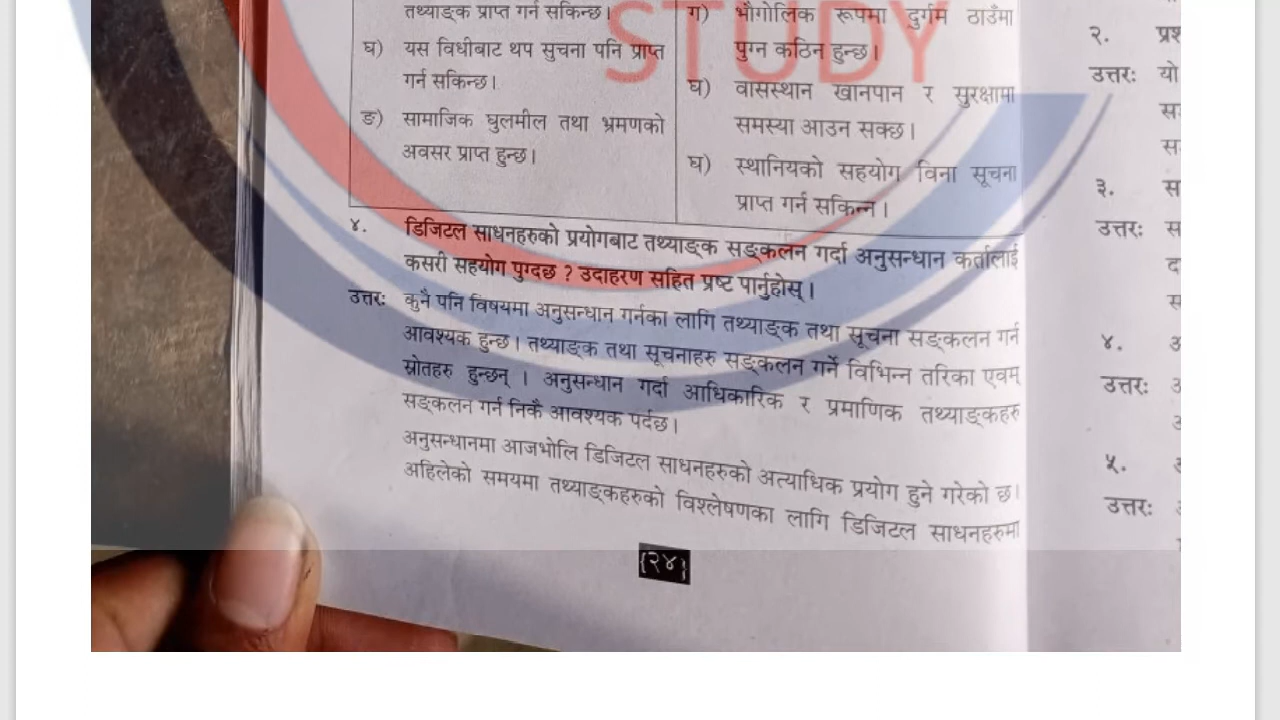 तथ्याङ्क प्राप्त गर्न सकिन्छ।
घ) यस विधीबाट थप सुचना पनि प्राप्त
गर्न सकिन्छ।
ङ) सामाजिक घुलमील तथा भ्रमणको
अवसर प्राप्त हुन्छ।
ग) भौगोलिक रूपमा दुर्गम ठाउँमा
पुग्न कठिन हुन्छ।
घ) वासस्थान खानपान र सुरक्षामा
समस्या आउन सक्छ।
घ) स्थानियको सहयोग विना सूचना
प्राप्त गर्न सकिन्न।
STUDY
४. डिजिटल साधनहरुको प्रयोगबाट तथ्याङ्क सङ्कलन गर्दा अनुसन्धान कर्तालाई
कसरी सहयोग पुग्दछ ? उदाहरण सहित प्रष्ट पार्नुहोस्।
उत्तरः कुनै पनि विषयमा अनुसन्धान गर्नका लागि तथ्याङ्क तथा सूचना सङ्कलन गर्न
आवश्यक हुन्छ। तथ्याङ्क तथा सूचनाहरु सङ्कलन गर्ने विभिन्न तरिका एवम्
स्रोतहरु हुन्छन् । अनुसन्धान गर्दा आधिकारिक र प्रमाणिक तथ्याङ्कहरु
सङ्कलन गर्न निकै आवश्यक पर्दछ।
अनुसन्धानमा आजभोलि डिजिटल साधनहरुको अत्याधिक प्रयोग हुने गरेको छ।
अहिलेको समयमा तथ्याङ्कहरुको विश्लेषणका लागि डिजिटल साधनहरुमा
{२४}
२.
उत्तरः यो
३.
उत्तरः
४.
उत्तरः
५.
उत्तरः